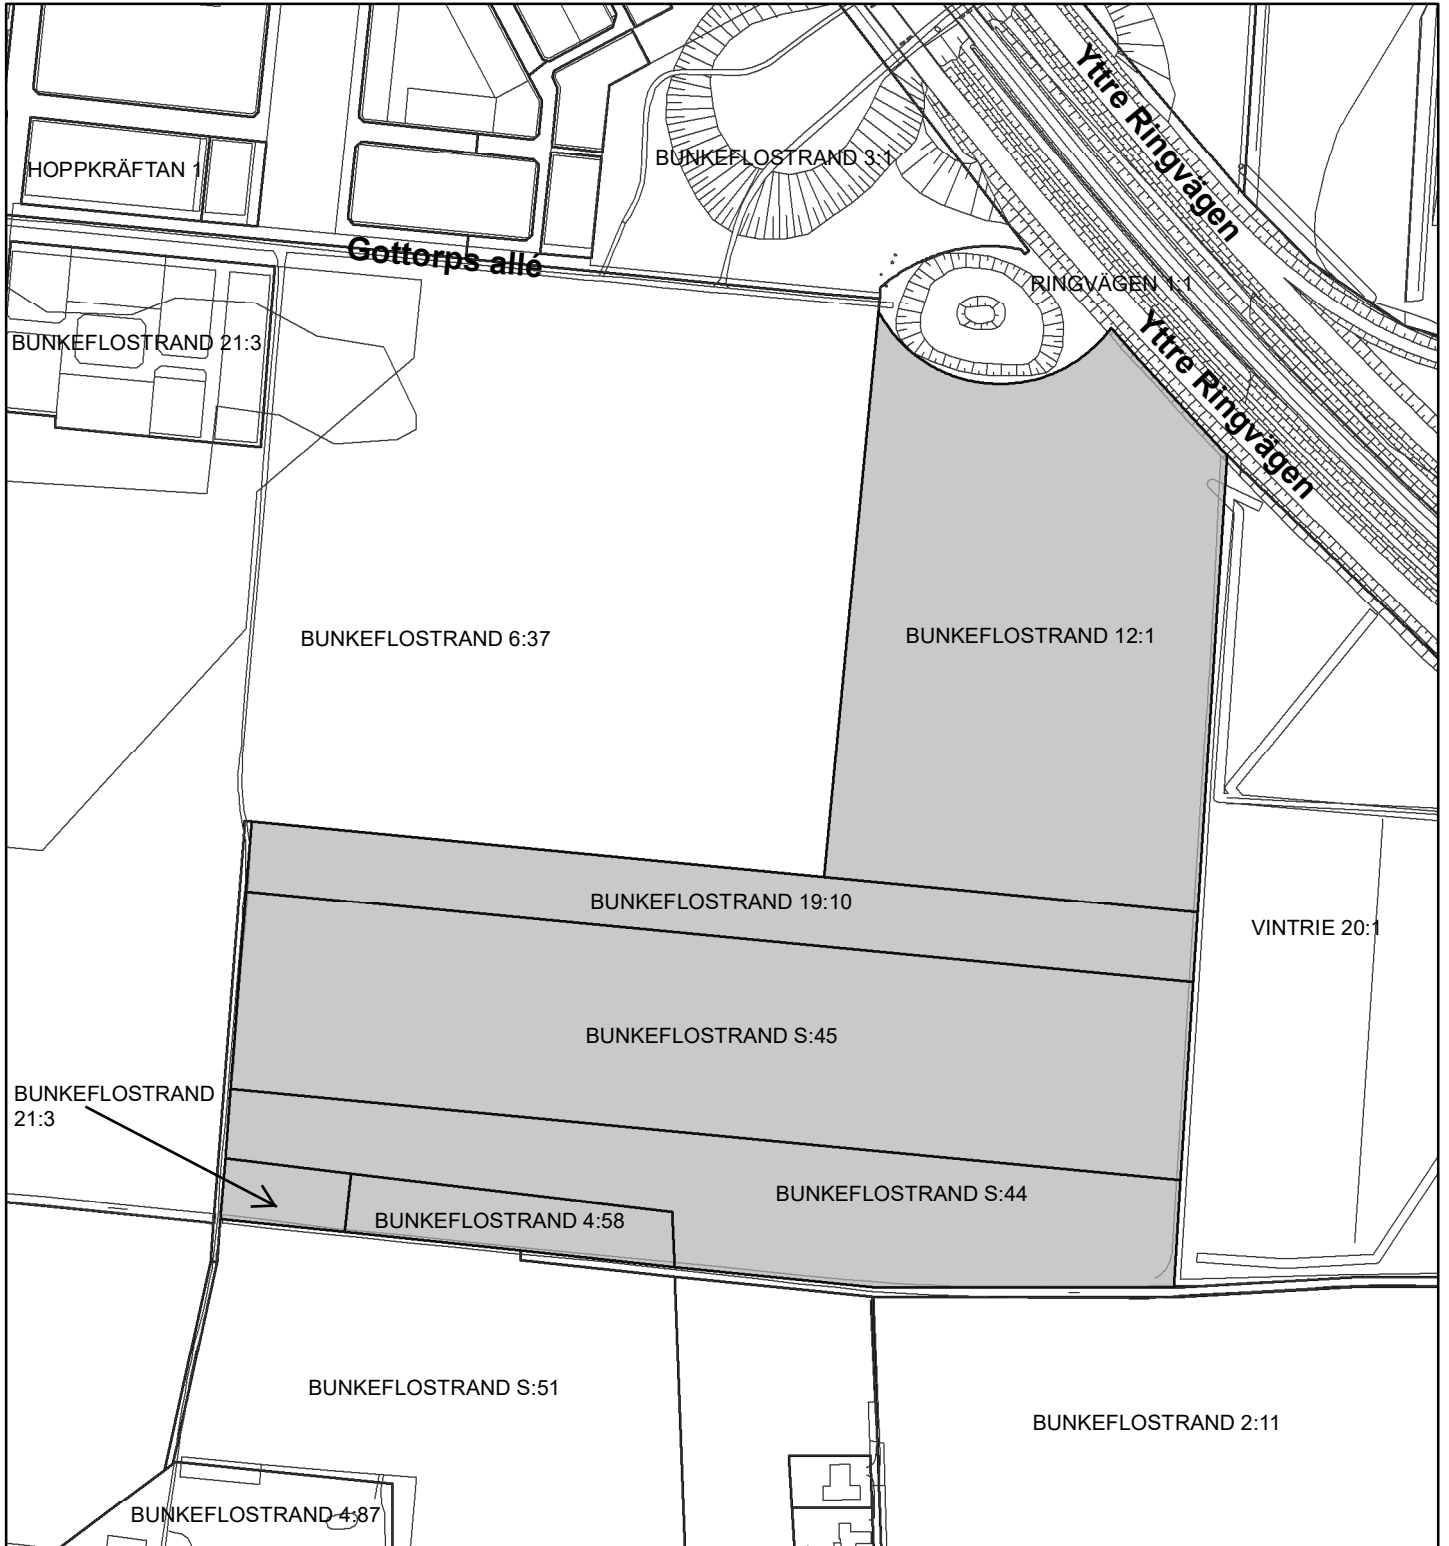 Yttre Ringvägen
BUNKEFLOSTRAND 3:1
HOPPKRÄFTAN 1
Gottorps allé
RINGVÄGEN 1:1
BUNKEFLOSTRAND 21:3
Yttre Ringvägen
BUNKEFLOSTRAND 6:37
BUNKEFLOSTRAND 12:1
BUNKEFLOSTRAND 19:10
VINTRIE 20:1
BUNKEFLOSTRAND S:45
BUNKEFLOSTRAND
21:3
BUNKEFLOSTRAND S:44
BUNKEFLOSTRAND 4:58
BUNKEFLOSTRAND S:51
BUNKEFLOSTRAND 2:11
BUNKEFLOSTRAND 4:87